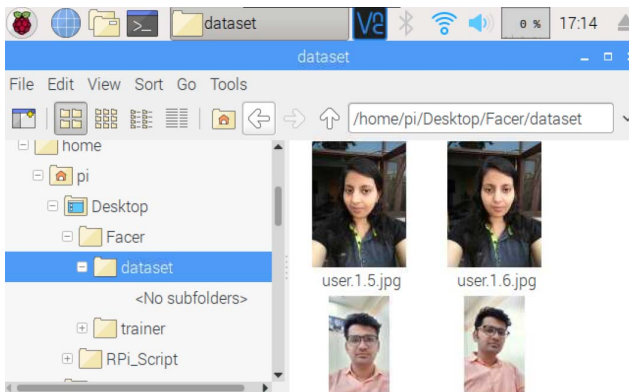 dataset
V2
0 %
17:14
dataset
File Edit View Sort Go Tools
/home/pi/Desktop/Facer/dataset
home
pi
Desktop
Facer
dataset
<No subfolders>
trainer
RPi_Script
user.1.5.jpg
user.1.6.jpg